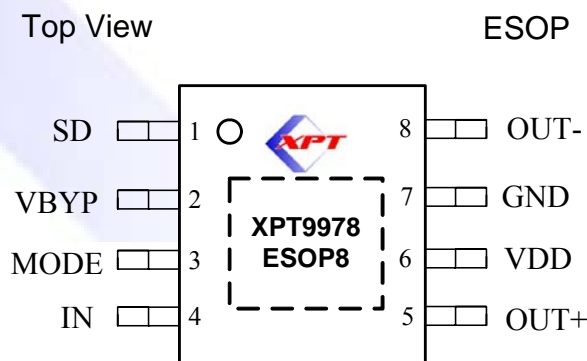 Top View ESOP
SD 1 XPT 8 OUT-
VBYP 2 7 GND
XPT9978
MODE 3 ESOP8 6 VDD
IN 4 5 OUT+